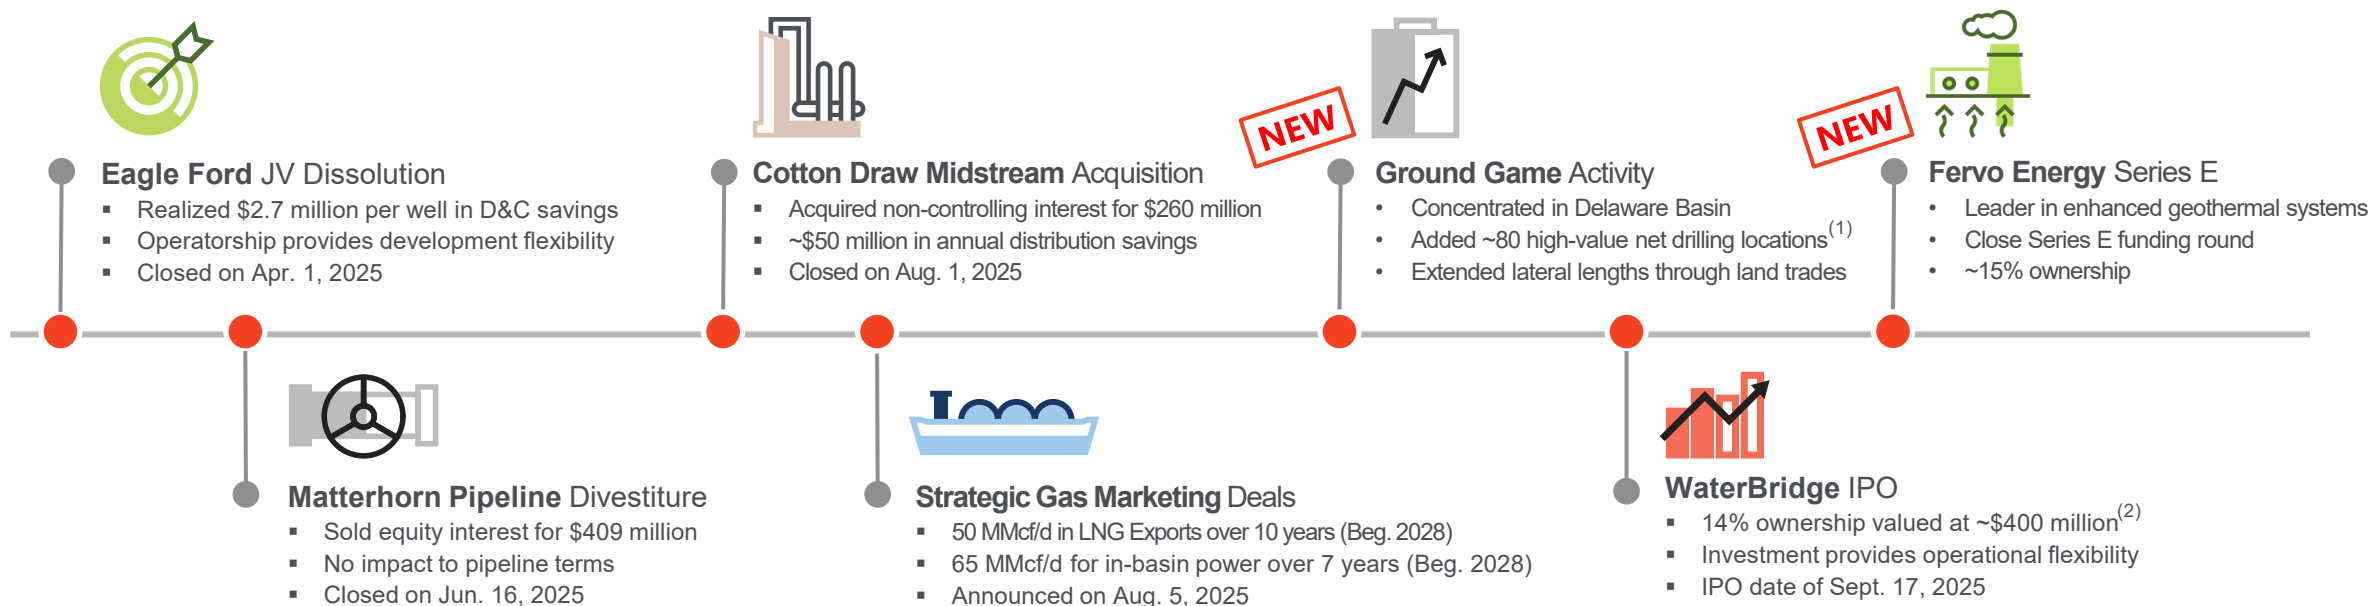 Eagle Ford JV Dissolution
▪ Realized $2.7 million per well in D&C savings
▪ Operatorship provides development flexibility
▪ Closed on Apr. 1, 2025
Cotton Draw Midstream Acquisition
▪ Acquired non-controlling interest for $260 million
▪ ~$50 million in annual distribution savings
▪ Closed on Aug. 1, 2025
NEW
Ground Game Activity
• Concentrated in Delaware Basin
• Added ~80 high-value net drilling locations(1)
• Extended lateral lengths through land trades
NEW
Fervo Energy Series E
• Leader in enhanced geothermal systems
• Close Series E funding round
• ~15% ownership
Matterhorn Pipeline Divestiture
▪ Sold equity interest for $409 million
▪ No impact to pipeline terms
▪ Closed on Jun. 16, 2025
Strategic Gas Marketing Deals
▪ 50 MMcf/d in LNG Exports over 10 years (Beg. 2028)
▪ 65 MMcf/d for in-basin power over 7 years (Beg. 2028)
▪ Announced on Aug. 5, 2025
WaterBridge IPO
▪ 14% ownership valued at ~$400 million(2)
▪ Investment provides operational flexibility
▪ IPO date of Sept. 17, 2025